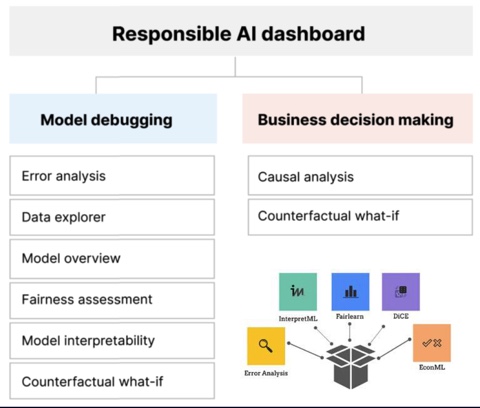 Responsible AI dashboard
Model debugging
Error analysis
Data explorer
Model overview
Fairness assessment
Model interpretability
Counterfactual what-if
Business decision making
Causal analysis
Counterfactual what-if
im
InterpretML
Fairlearn
DiCE
Error Analysis
EconML